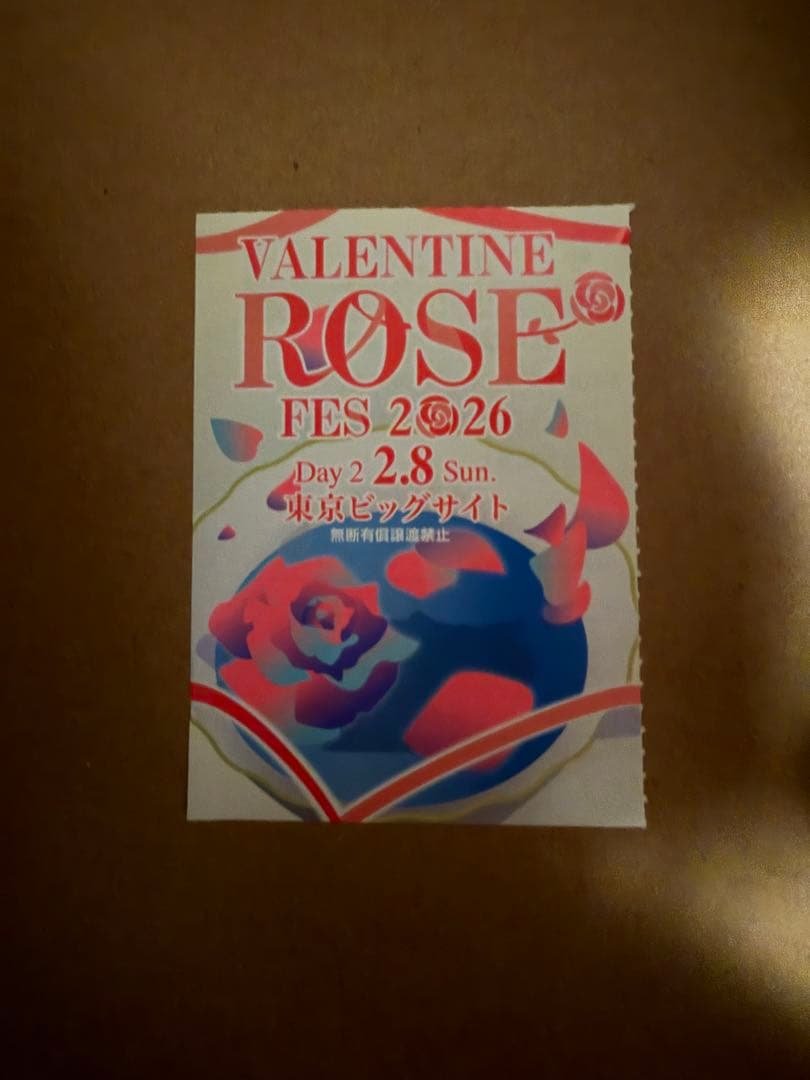 VALENTINE
ROSE
FES 2026
Day 2 2.8 Sun.
東京ビッグサイト
無断有償譲渡禁止